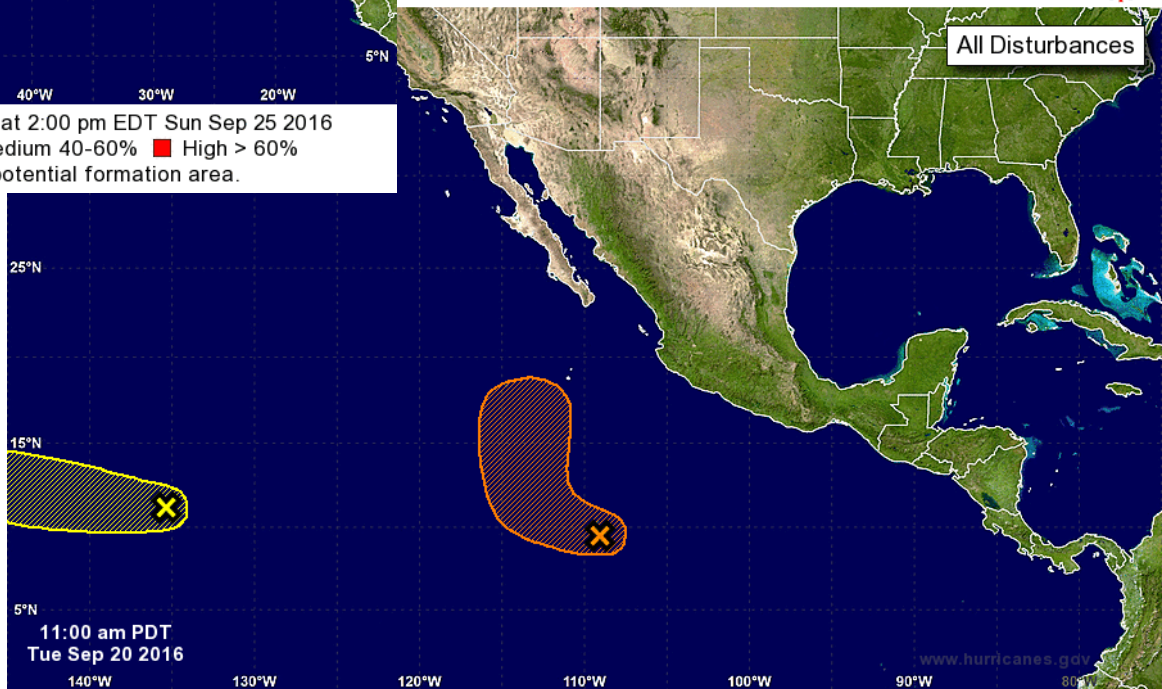 All Disturbances
5°N
40°W 30°W 20°W
at 2:00 pm EDT Sun Sep 25 2016
edium 40-60% High > 60%
potential formation area.
25°N
15°N
5°N
11:00 am PDT
Tue Sep 20 2016
www.hurricanes.gov
140°W 130°W 120°W 110°W 100°W 90°W 80°W